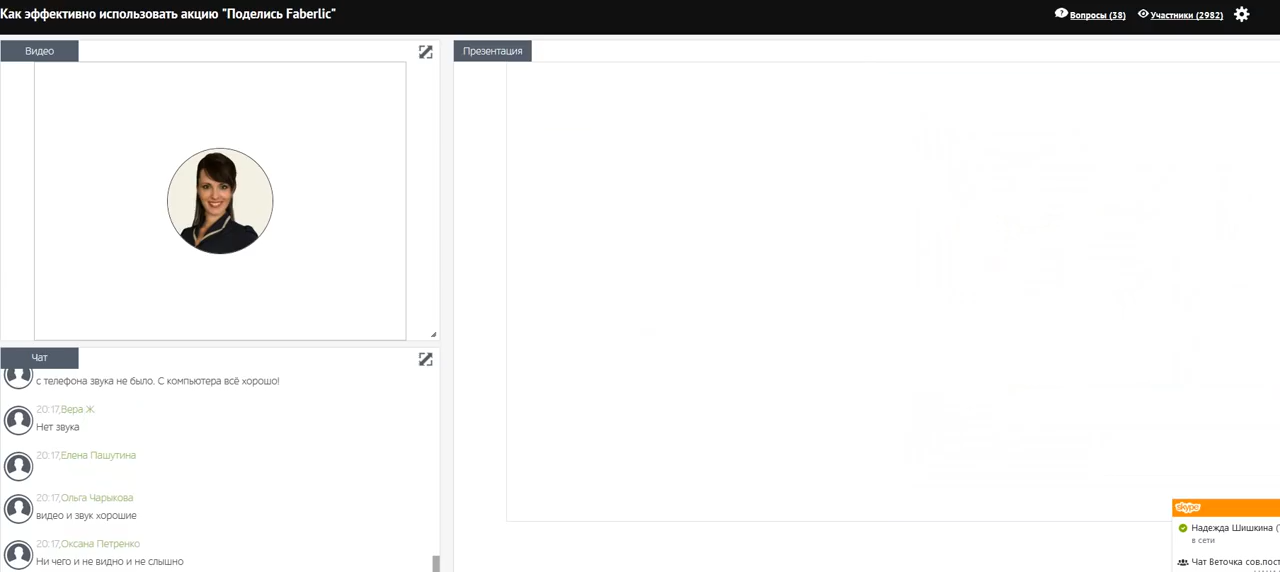 Как эффективно использовать акцию "Поделись Faberlic"
Вопросы (38)
Участники (2982)
Видео
Презентация
Чат
с телефона звука не было. С компьютера всё хорошо!
20:17,Вера Ж
Нет звука
20:17,Елена Пашутина
20:17,Ольга Чарыкова
видео и звук хорошие
20:17,Оксана Петренко
Ни чего и не видно и не слышно
skype
Надежда Шишкина (
в сети
Чат Веточка сов.пост